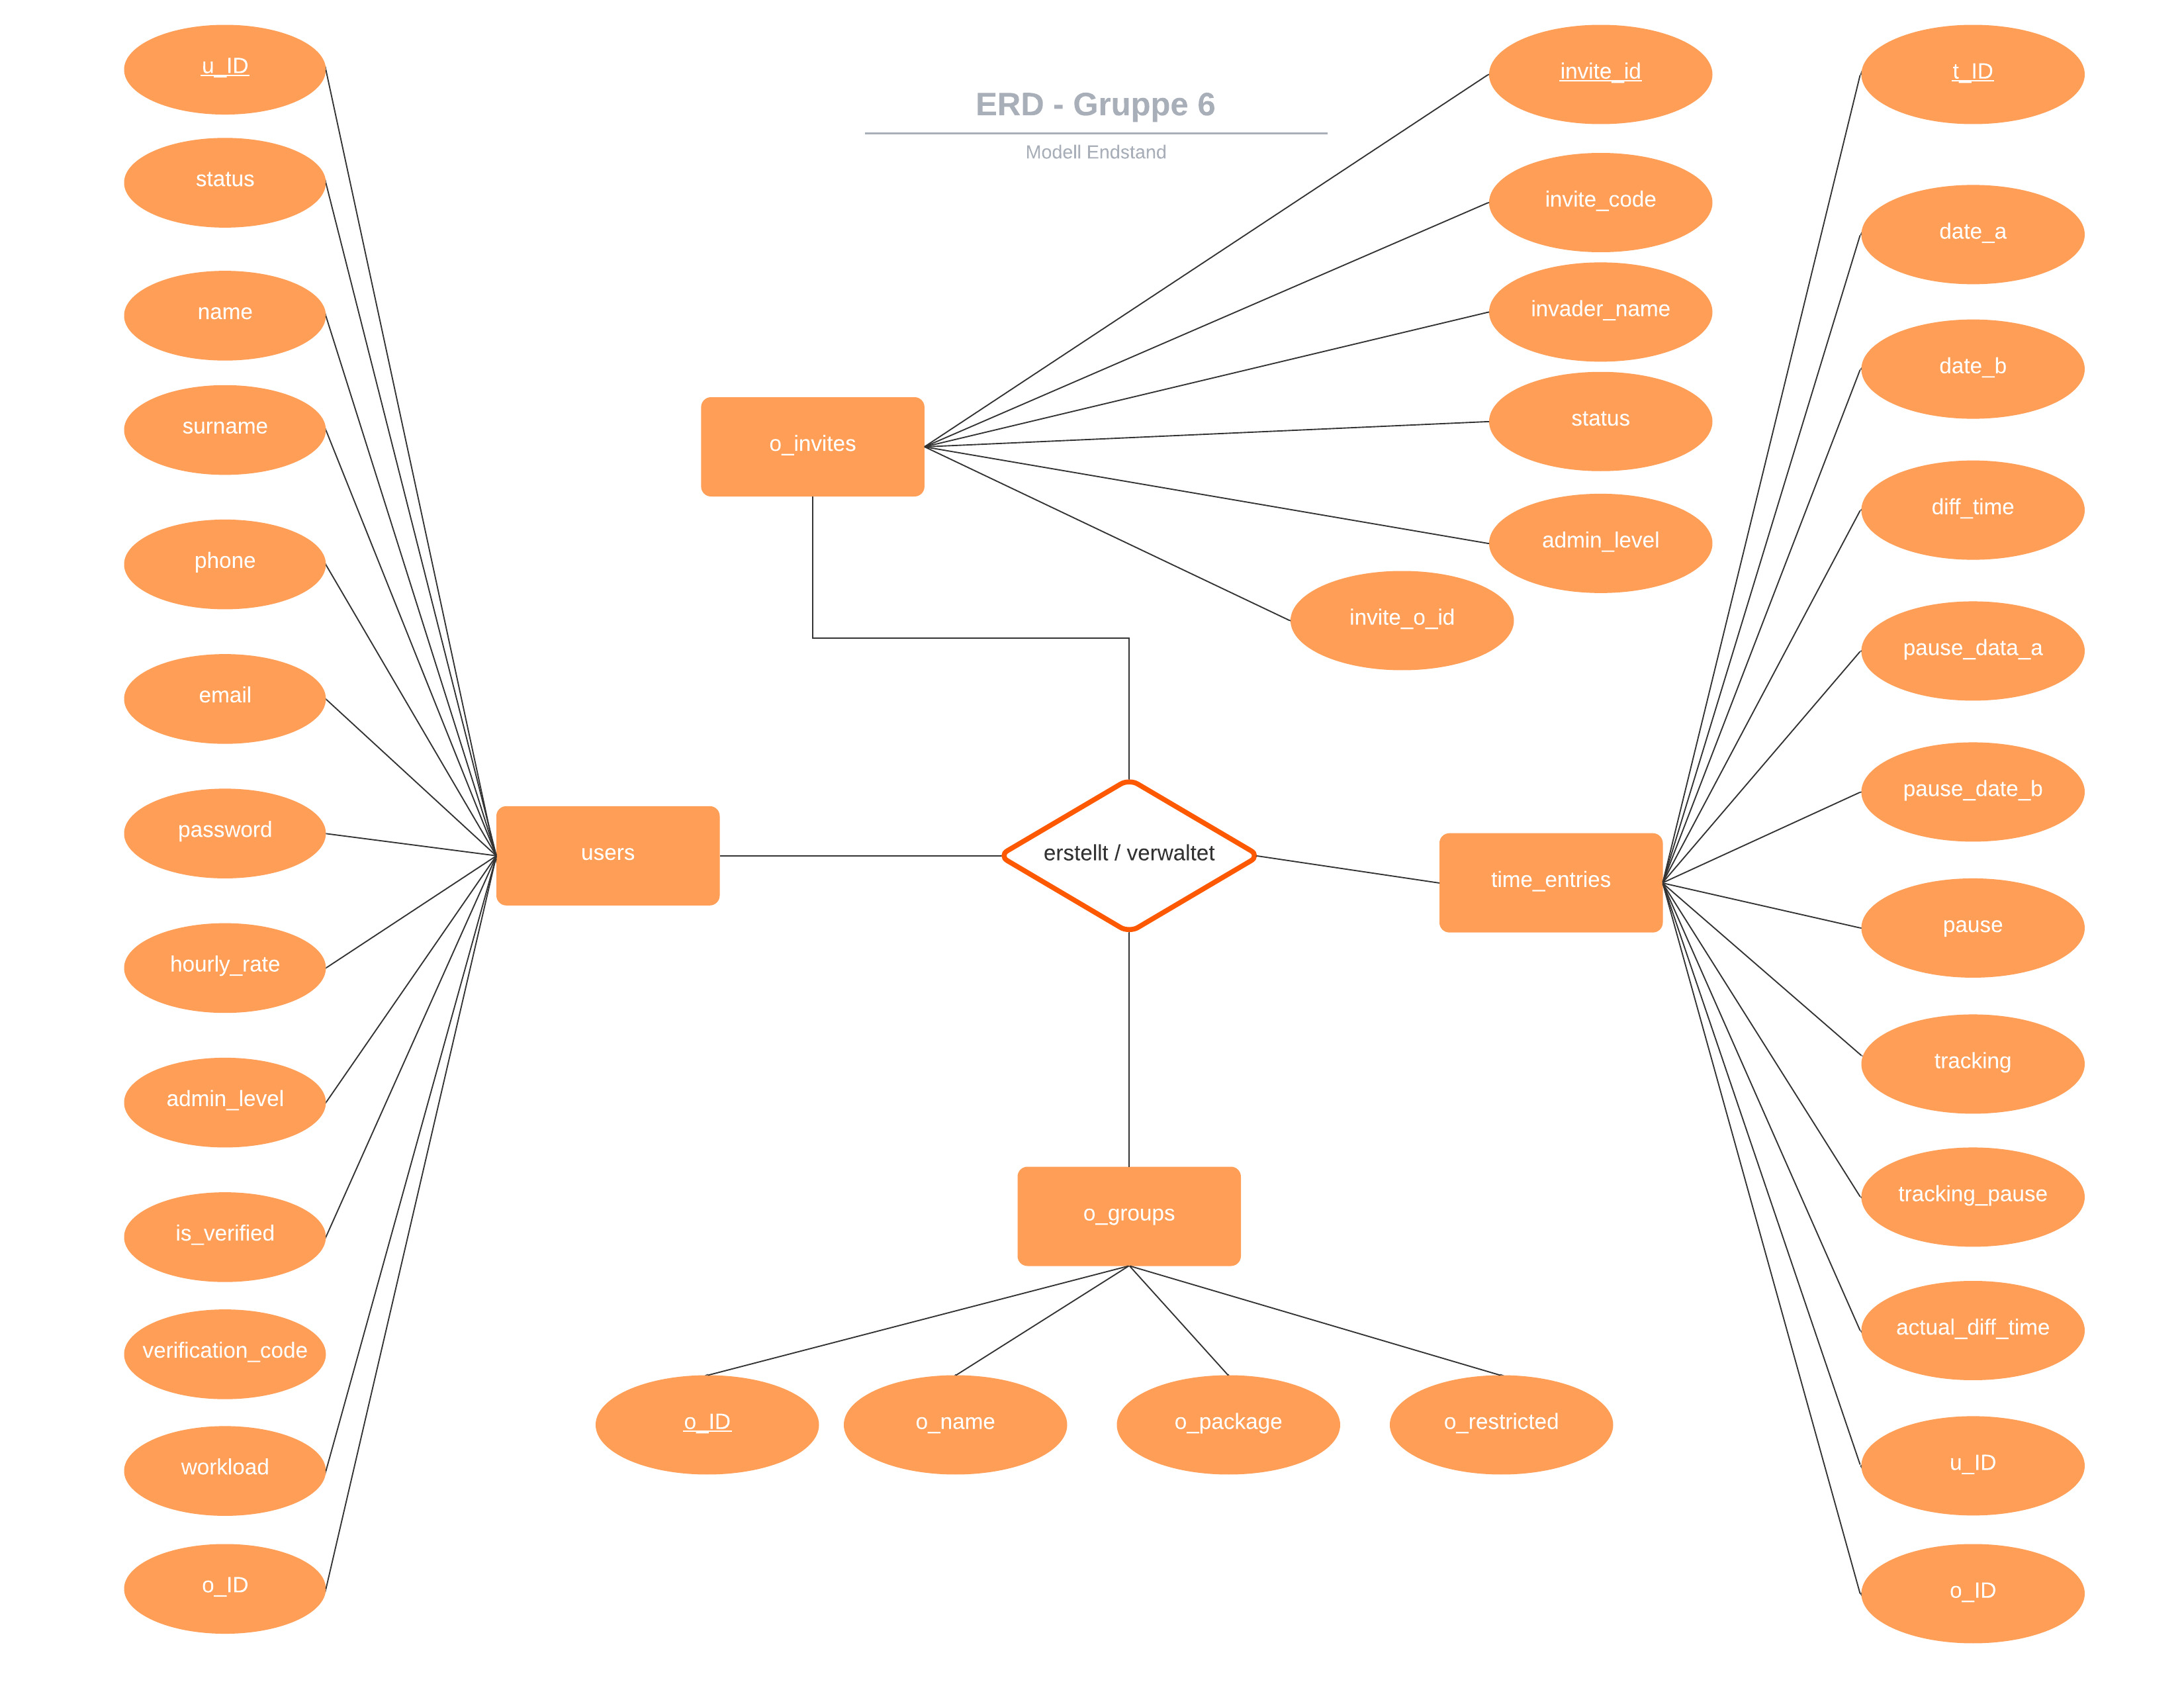 ERD - Gruppe 6
Modell Endstand
u_ID
status
name
surname
phone
email
password
hourly_rate
admin_level
is_verified
verification_code
workload
o_ID
users
o_invites
invite_id
invite_code
invader_name
status
admin_level
invite_o_id
erstellt / verwaltet
o_groups
o_ID
o_name
o_package
o_restricted
time_entries
t_ID
date_a
date_b
diff_time
pause_data_a
pause_date_b
pause
tracking
tracking_pause
actual_diff_time
u_ID
o_ID